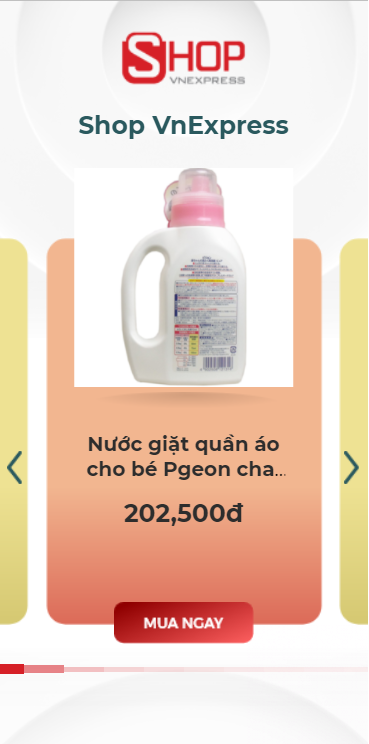 SHOP
VNEXPRESS
Shop VnExpress
Nước giặt quần áo
cho bé Pgeon cha...
202,500đ
MUA NGAY